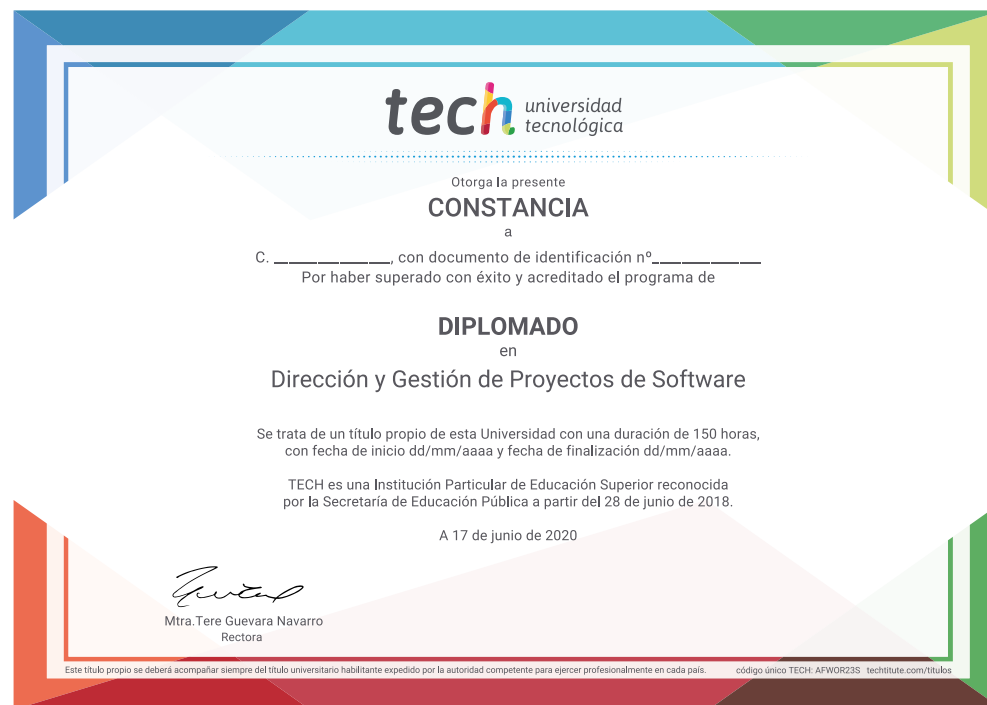 tech universidad
tecnológica
Otorga la presente
CONSTANCIA
a
C. ______________, con documento de identificación nº_____________
Por haber superado con éxito y acreditado el programa de
DIPLOMADO
en
Dirección y Gestión de Proyectos de Software
Se trata de un título propio de esta Universidad con una duración de 150 horas,
con fecha de inicio dd/mm/aaaa y fecha de finalización dd/mm/aaaa.
TECH es una Institución Particular de Educación Superior reconocida
por la Secretaría de Educación Pública a partir del 28 de junio de 2018.
A 17 de junio de 2020
Mtra.Tere Guevara Navarro
Rectora
Este título propio se deberá acompañar siempre del título universitario habilitante expedido por la autoridad competente para ejercer profesionalmente en cada país. código único TECH: AFWOR23S techtitute.com/titulos